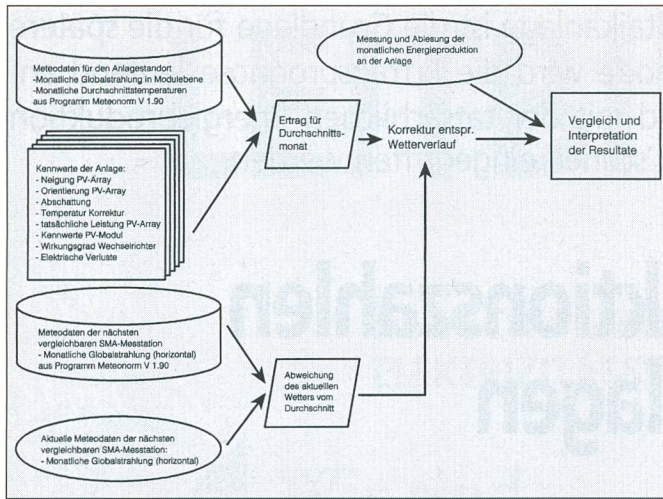 Meteodaten für den Anlagestandort
-Monatliche Globalstrahlung in Modulebene
-Monatliche Durchschnittstemperaturen
aus Programm Meteonorm V 1.90
Messung und Ablesung der
monatlichen Energieproduktion
an der Anlage
Ertrag für
Durchschnitts-
monat
Korrektur entspr.
Wetterverlauf
Vergleich und
Interpretation
der Resultate
Kennwerte der Anlage:
- Neigung PV-Array
- Orientierung PV-Array
- Abschattung
- Temperatur Korrektur
- tatsächliche Leistung PV-Array
- Kennwerte PV-Modul
- Wirkungsgrad Wechselrichter
- Elektrische Verluste
Meteodaten der nächsten
vergleichbaren SMA-Messtation
- Monatliche Globalstrahlung (horizontal)
aus Programm Meteonorm V 1.90
Abweichung
des aktuellen
Wetters vom
Durchschnitt
Aktuelle Meteodaten der nächsten
vergleichbaren SMA-Messtation:
- Monatliche Globalstrahlung (horizontal)